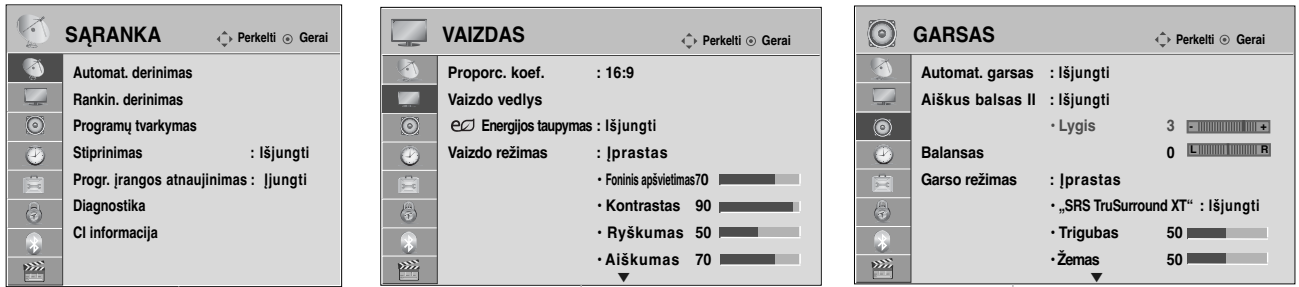 SĄRANKA
Perkelti Gerai
Automat. derinimas
Rankin. derinimas
Programų tvarkymas
Stiprinimas : Išjungti
Progr. įrangos atnaujinimas : Įjungti
Diagnostika
CI informacija
VAIZDAS
Perkelti Gerai
Proporc. koef. : 16:9
Vaizdo vedlys
Energijos taupymas : Išjungti
Vaizdo režimas : Įprastas
• Foninis apšvietimas70
• Kontrastas 90
• Ryškumas 50
• Aiškumas 70
GARSAS
Perkelti Gerai
Automat. garsas : Išjungti
Aiškus balsas II : Išjungti
• Lygis 3 - +
Balansas 0 L R
Garso režimas : Įprastas
• „SRS TruSurround XT“ : Išjungti
• Trigubas 50
• Žemas 50